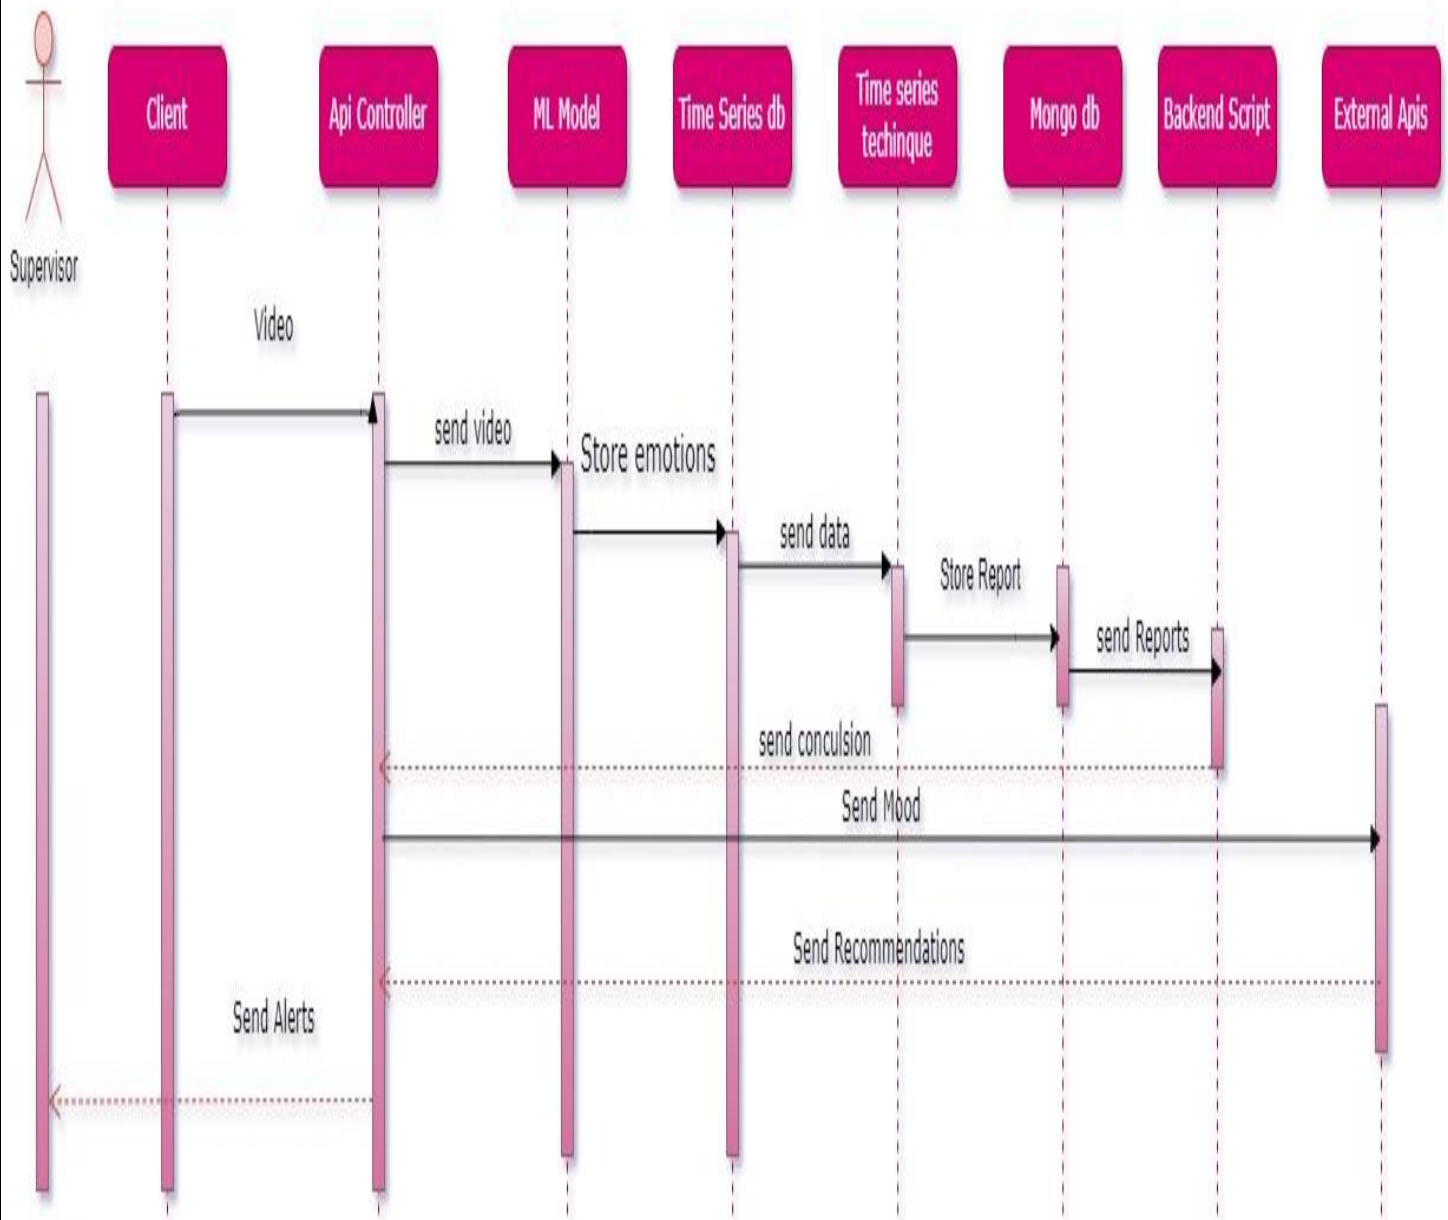 Client
Api Controller
ML Model
Time Series db
Time series
techinque
Mongo db
Backend Script
External Apis
Supervisor
Video
send video
Store emotions
send data
Store Report
send Reports
send conculsion
Send Mood
Send Recommendations
Send Alerts